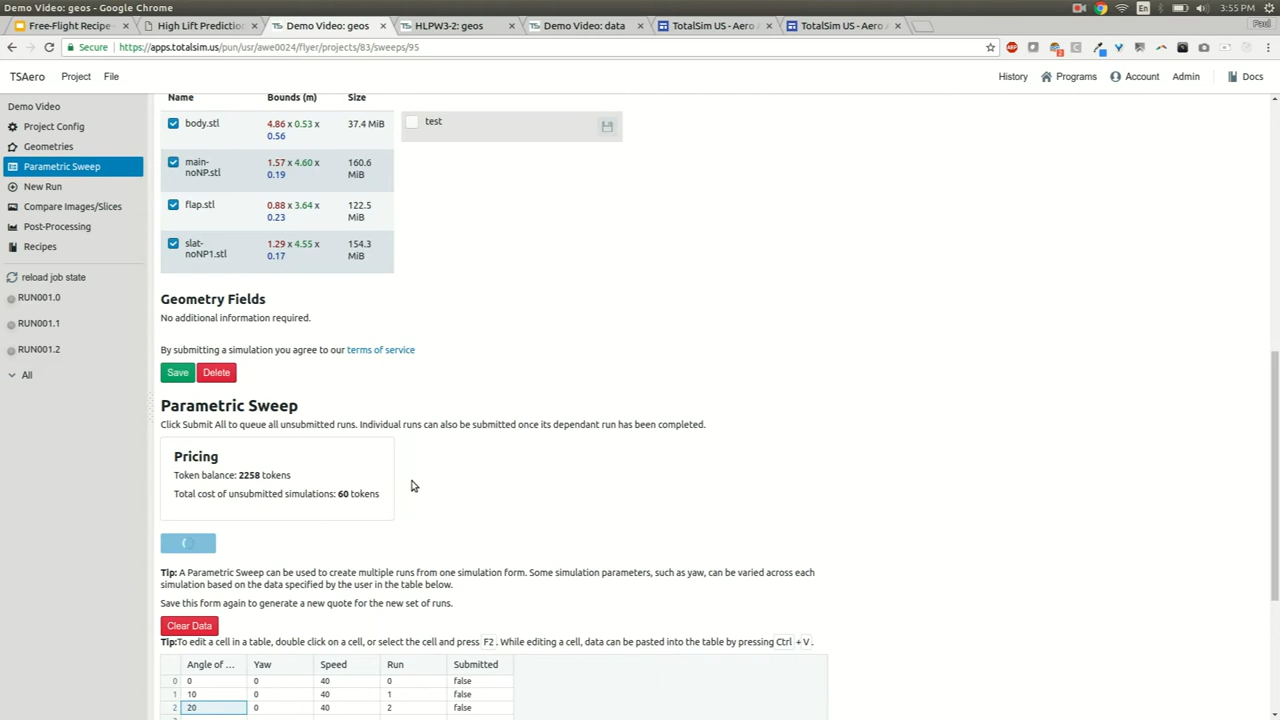 Demo Video: geos - Google Chrome
En
3:55 PM
Free-Flight Recipe-
High Lift Prediction
Demo Video: geos
HLPW3-2: geos
Demo Video: data
TotalSim US - Aero
TotalSim US - Aero
Paul
Secure
https://apps.totalsim.us/pun/usr/awe0024/flyer/projects/83/sweeps/95
TSAero
Project
File
History
Programs
Account
Admin
Docs
Demo Video
Project Config
Geometries
Parametric Sweep
New Run
Compare Images/Slices
Post-Processing
Recipes
reload job state
RUN001.0
RUN001.1
RUN001.2
All
Name Bounds (m) Size
body.stl 4.86 x 0.53 x 37.4 MiB
0.56
main- 1.57 x 4.60 x 160.6
noNP.stl 0.19 MiB
flap.stl 0.88 x 3.64 x 122.5
0.23 MiB
slat- 1.29 x 4.55 x 154.3
noNP1.stl 0.17 MiB
test
Geometry Fields
No additional information required.
By submitting a simulation you agree to our terms of service
Save Delete
Parametric Sweep
Click Submit All to queue all unsubmitted runs. Individual runs can also be submitted once its dependant run has been completed.
Pricing
Token balance: 2258 tokens
Total cost of unsubmitted simulations: 60 tokens
Tip: A Parametric Sweep can be used to create multiple runs from one simulation form. Some simulation parameters, such as yaw, can be varied across each
simulation based on the data specified by the user in the table below.
Save this form again to generate a new quote for the new set of runs.
Clear Data
Tip:To edit a cell in a table, double click on a cell, or select the cell and press F2 . While editing a cell, data can be pasted into the table by pressing Ctrl + V .
Angle of ... Yaw Speed Run Submitted
0 0 0 40 0 false
1 10 0 40 1 false
2 20 0 40 2 false